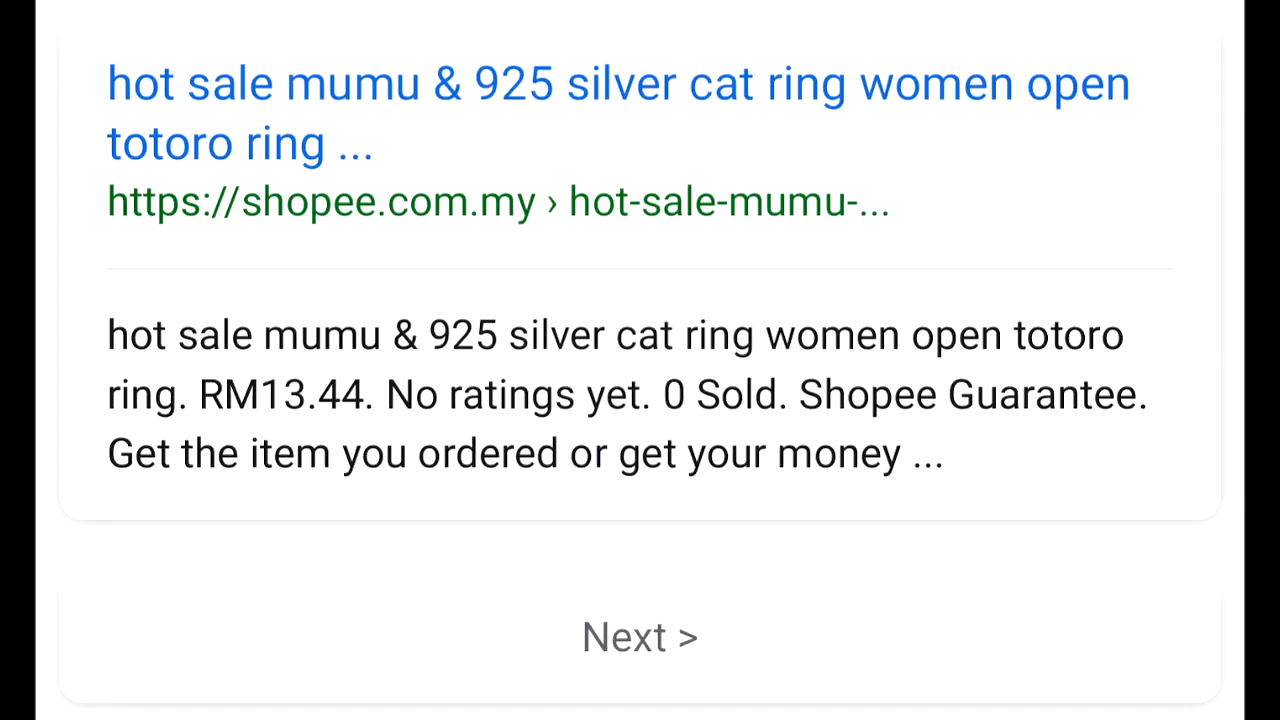 hot sale mumu & 925 silver cat ring women open
totoro ring ...
https://shopee.com.my › hot-sale-mumu-...
hot sale mumu & 925 silver cat ring women open totoro
ring. RM13.44. No ratings yet. 0 Sold. Shopee Guarantee.
Get the item you ordered or get your money ...
Next >